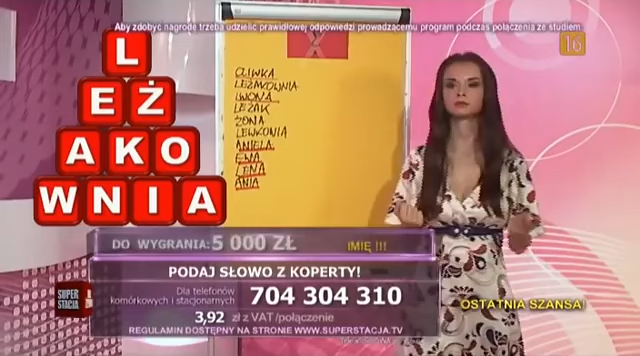 Aby zdobyć nagrodę trzeba udzielić prawidłowej odpowiedzi prowadzącemu program podczas połączenia ze studiem
16
L
EŻ
AKO
WNIA
X
OLIWKA
LEŻAKOWNIA
IWONA
LEŻAK
ŻONA
LEWKONIA
ANIELA
EWA
LENA
ANIA
DO WYGRANIA: 5 000 ZŁ IMIĘ !!!
PODAJ SŁOWO Z KOPERTY!
Dla telefonów
komórkowych i stacjonarnych 704 304 310
3,92 zł z VAT/połączenie
REGULAMIN DOSTĘPNY NA STRONIE WWW.SUPERSTACJA.TV
SUPER
STACJA
OSTATNIA SZANSA!